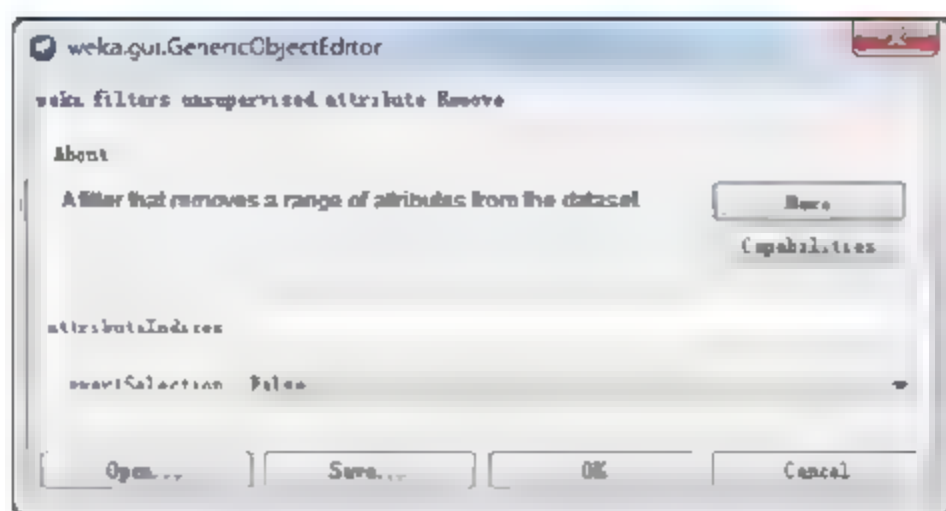 weka.gui.GenericObjectEditor
weka filters unsupervised attribute Remove
About
A filter that removes a range of attributes from the dataset
More
Capabilities
attributeIndices
invertSelection False
Open... Save... OK Cancel